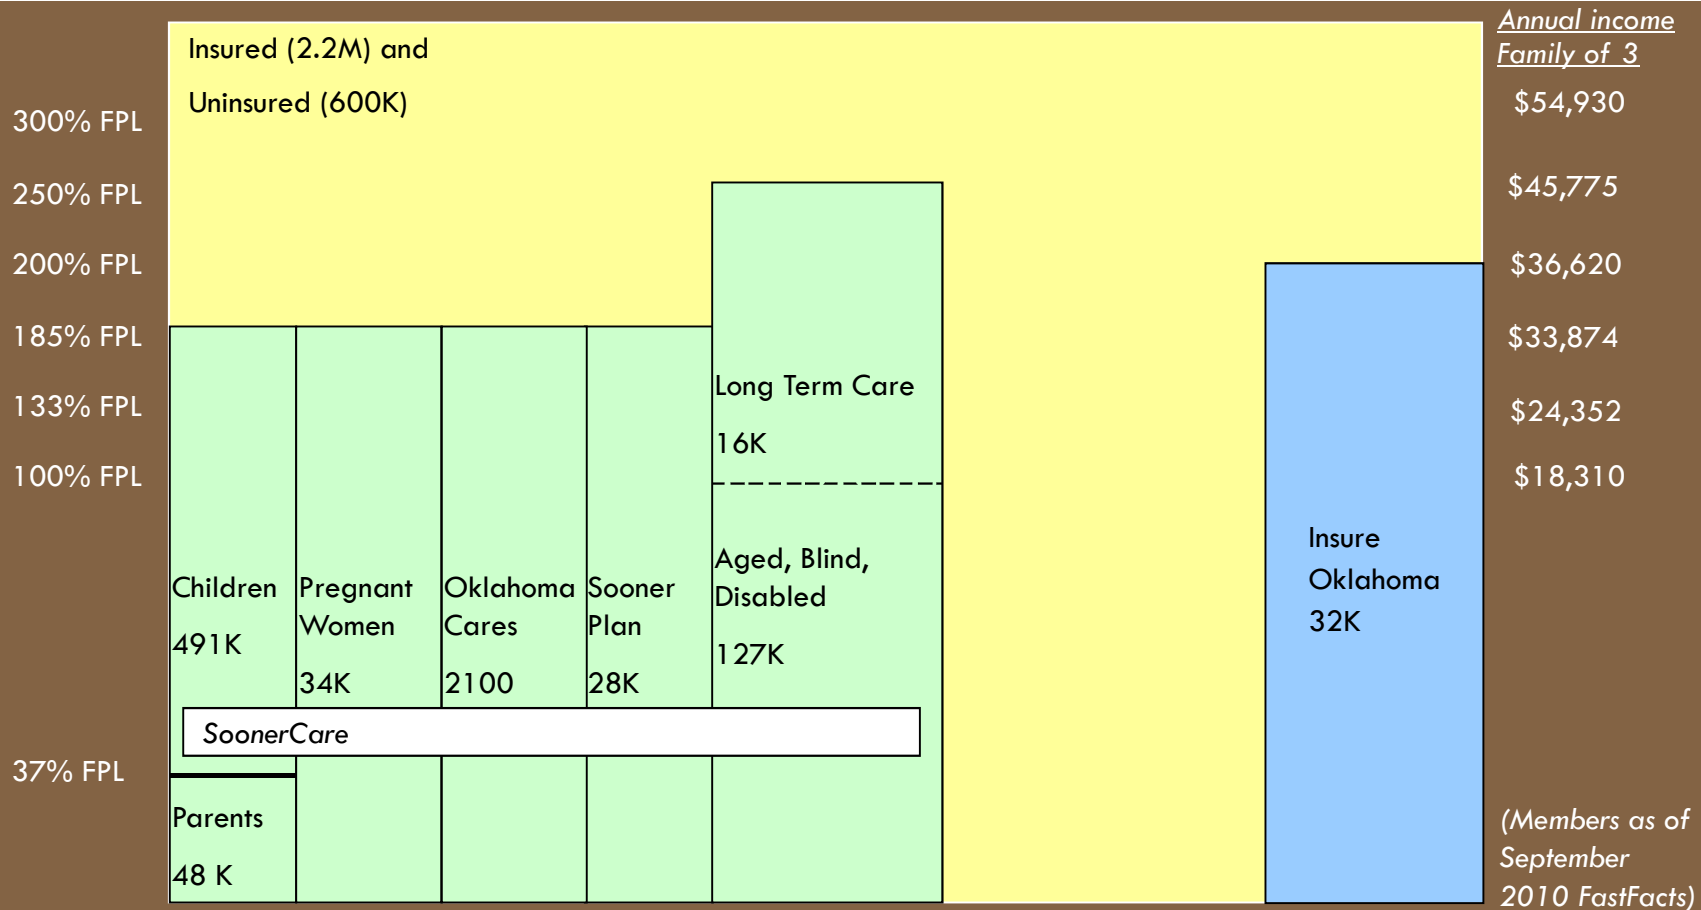 Insured (2.2M) and
Uninsured (600K)
300% FPL
250% FPL
200% FPL
185% FPL
133% FPL
100% FPL
37% FPL
Children
491K
Parents
48 K
Pregnant
Women
34K
Oklahoma
Cares
2100
Sooner
Plan
28K
Long Term Care
16K
Aged, Blind,
Disabled
127K
SoonerCare
Insure
Oklahoma
32K
Annual income
Family of 3
$54,930
$45,775
$36,620
$33,874
$24,352
$18,310
(Members as of
September
2010 FastFacts)